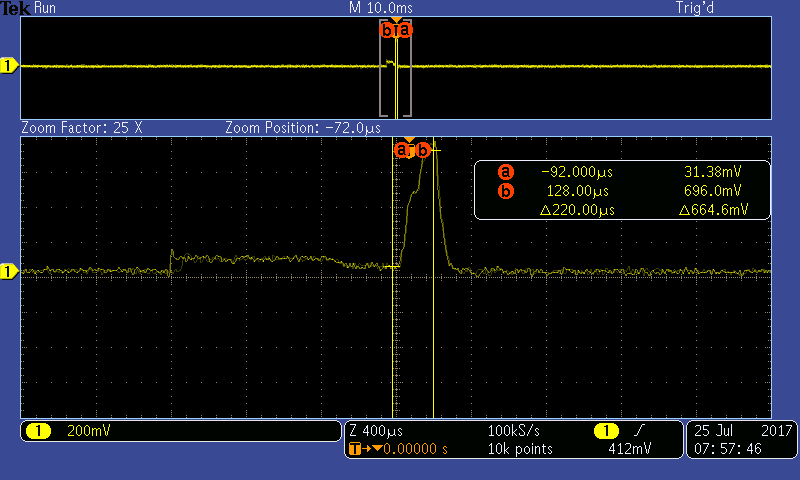 Tek Run M 10.0ms Trig'd
b T a
1
Zoom Factor: 25 X Zoom Position: -72.0µs
a T b
a -92.000µs 31.38mV
b 128.00µs 696.0mV
Δ220.00µs Δ664.6mV
1
1 200mV
Z 400µs 100kS/s 1
T→▼0.00000 s 10k points 412mV
25 Jul 2017
07:57:46